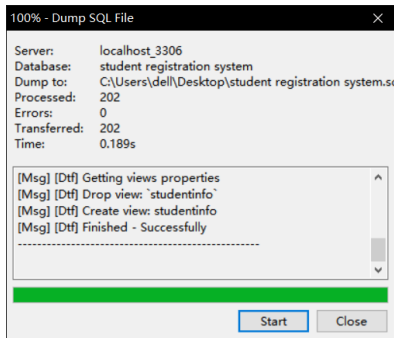 100% - Dump SQL File
Server: localhost_3306
Database: student registration system
Dump to: C:\Users\dell\Desktop\student registration system.s
Processed: 202
Errors: 0
Transferred: 202
Time: 0.189s
[Msg] [Dtf] Getting views properties
[Msg] [Dtf] Drop view: `studentinfo`
[Msg] [Dtf] Create view: studentinfo
[Msg] [Dtf] Finished - Successfully
--------------------------------------------------
Start Close